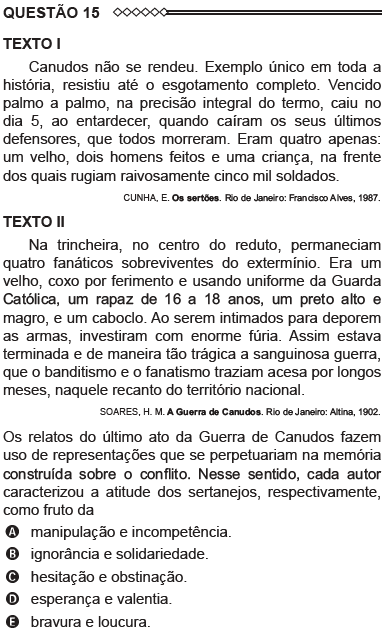 QUESTÃO 15
TEXTO I
Canudos não se rendeu. Exemplo único em toda a
história, resistiu até o esgotamento completo. Vencido
palmo a palmo, na precisão integral do termo, caiu no
dia 5, ao entardecer, quando caíram os seus últimos
defensores, que todos morreram. Eram quatro apenas:
um velho, dois homens feitos e uma criança, na frente
dos quais rugiam raivosamente cinco mil soldados.
CUNHA, E. Os sertões. Rio de Janeiro: Francisco Alves, 1987.
TEXTO II
Na trincheira, no centro do reduto, permaneciam
quatro fanáticos sobreviventes do extermínio. Era um
velho, coxo por ferimento e usando uniforme da Guarda
Católica, um rapaz de 16 a 18 anos, um preto alto e
magro, e um caboclo. Ao serem intimados para deporem
as armas, investiram com enorme fúria. Assim estava
terminada e de maneira tão trágica a sanguinosa guerra,
que o banditismo e o fanatismo traziam acesa por longos
meses, naquele recanto do território nacional.
SOARES, H. M. A Guerra de Canudos. Rio de Janeiro: Altina, 1902.
Os relatos do último ato da Guerra de Canudos fazem
uso de representações que se perpetuariam na memória
construída sobre o conflito. Nesse sentido, cada autor
caracterizou a atitude dos sertanejos, respectivamente,
como fruto da
A manipulação e incompetência.
B ignorância e solidariedade.
C hesitação e obstinação.
D esperança e valentia.
E bravura e loucura.